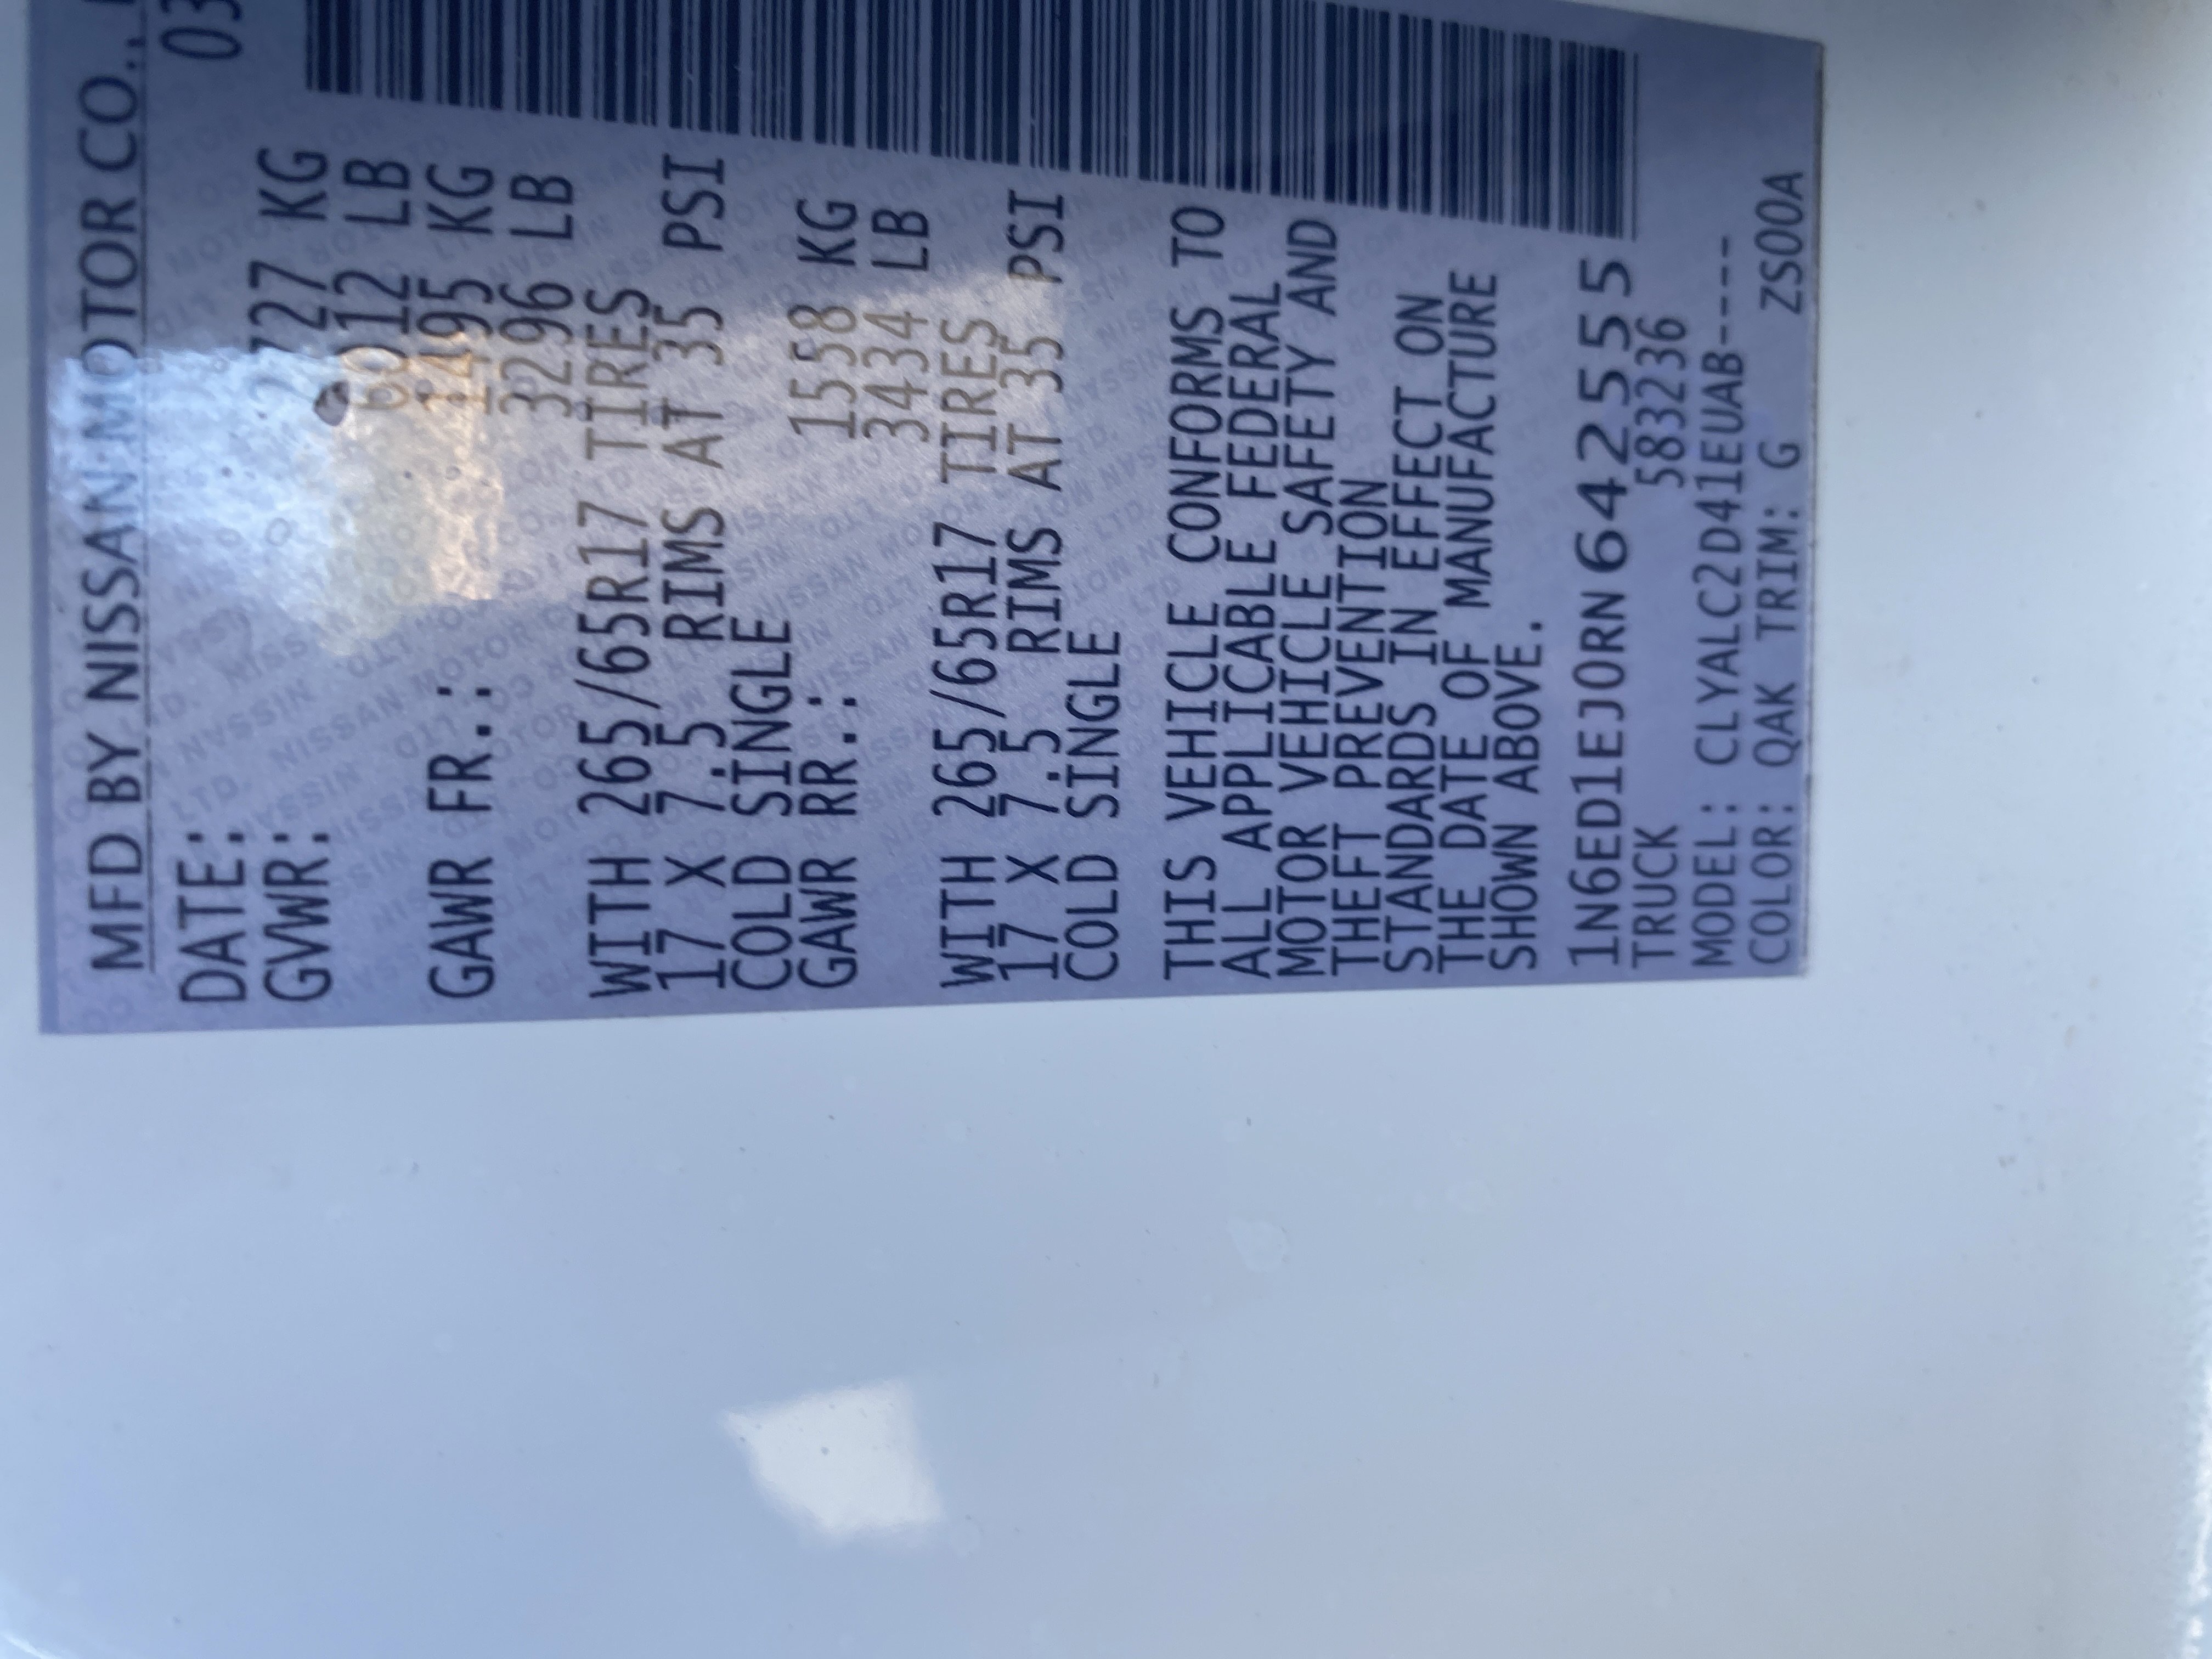 MFD BY NISSAN MOTOR CO.,
DATE: 03
GVWR: 2727 KG
6012 LB
GAWR FR.: 1495 KG
3296 LB
WITH 265/65R17 TIRES
17 X 7.5 RIMS AT 35 PSI
COLD SINGLE
GAWR RR.: 1558 KG
3434 LB
WITH 265/65R17 TIRES
17 X 7.5 RIMS AT 35 PSI
COLD SINGLE
THIS VEHICLE CONFORMS TO
ALL APPLICABLE FEDERAL
MOTOR VEHICLE SAFETY AND
THEFT PREVENTION
STANDARDS IN EFFECT ON
THE DATE OF MANUFACTURE
SHOWN ABOVE.
1N6ED1EJ0RN642555
TRUCK 583236
MODEL: CLYALC2D41EUAB----
COLOR: QAK TRIM: G ZS00A